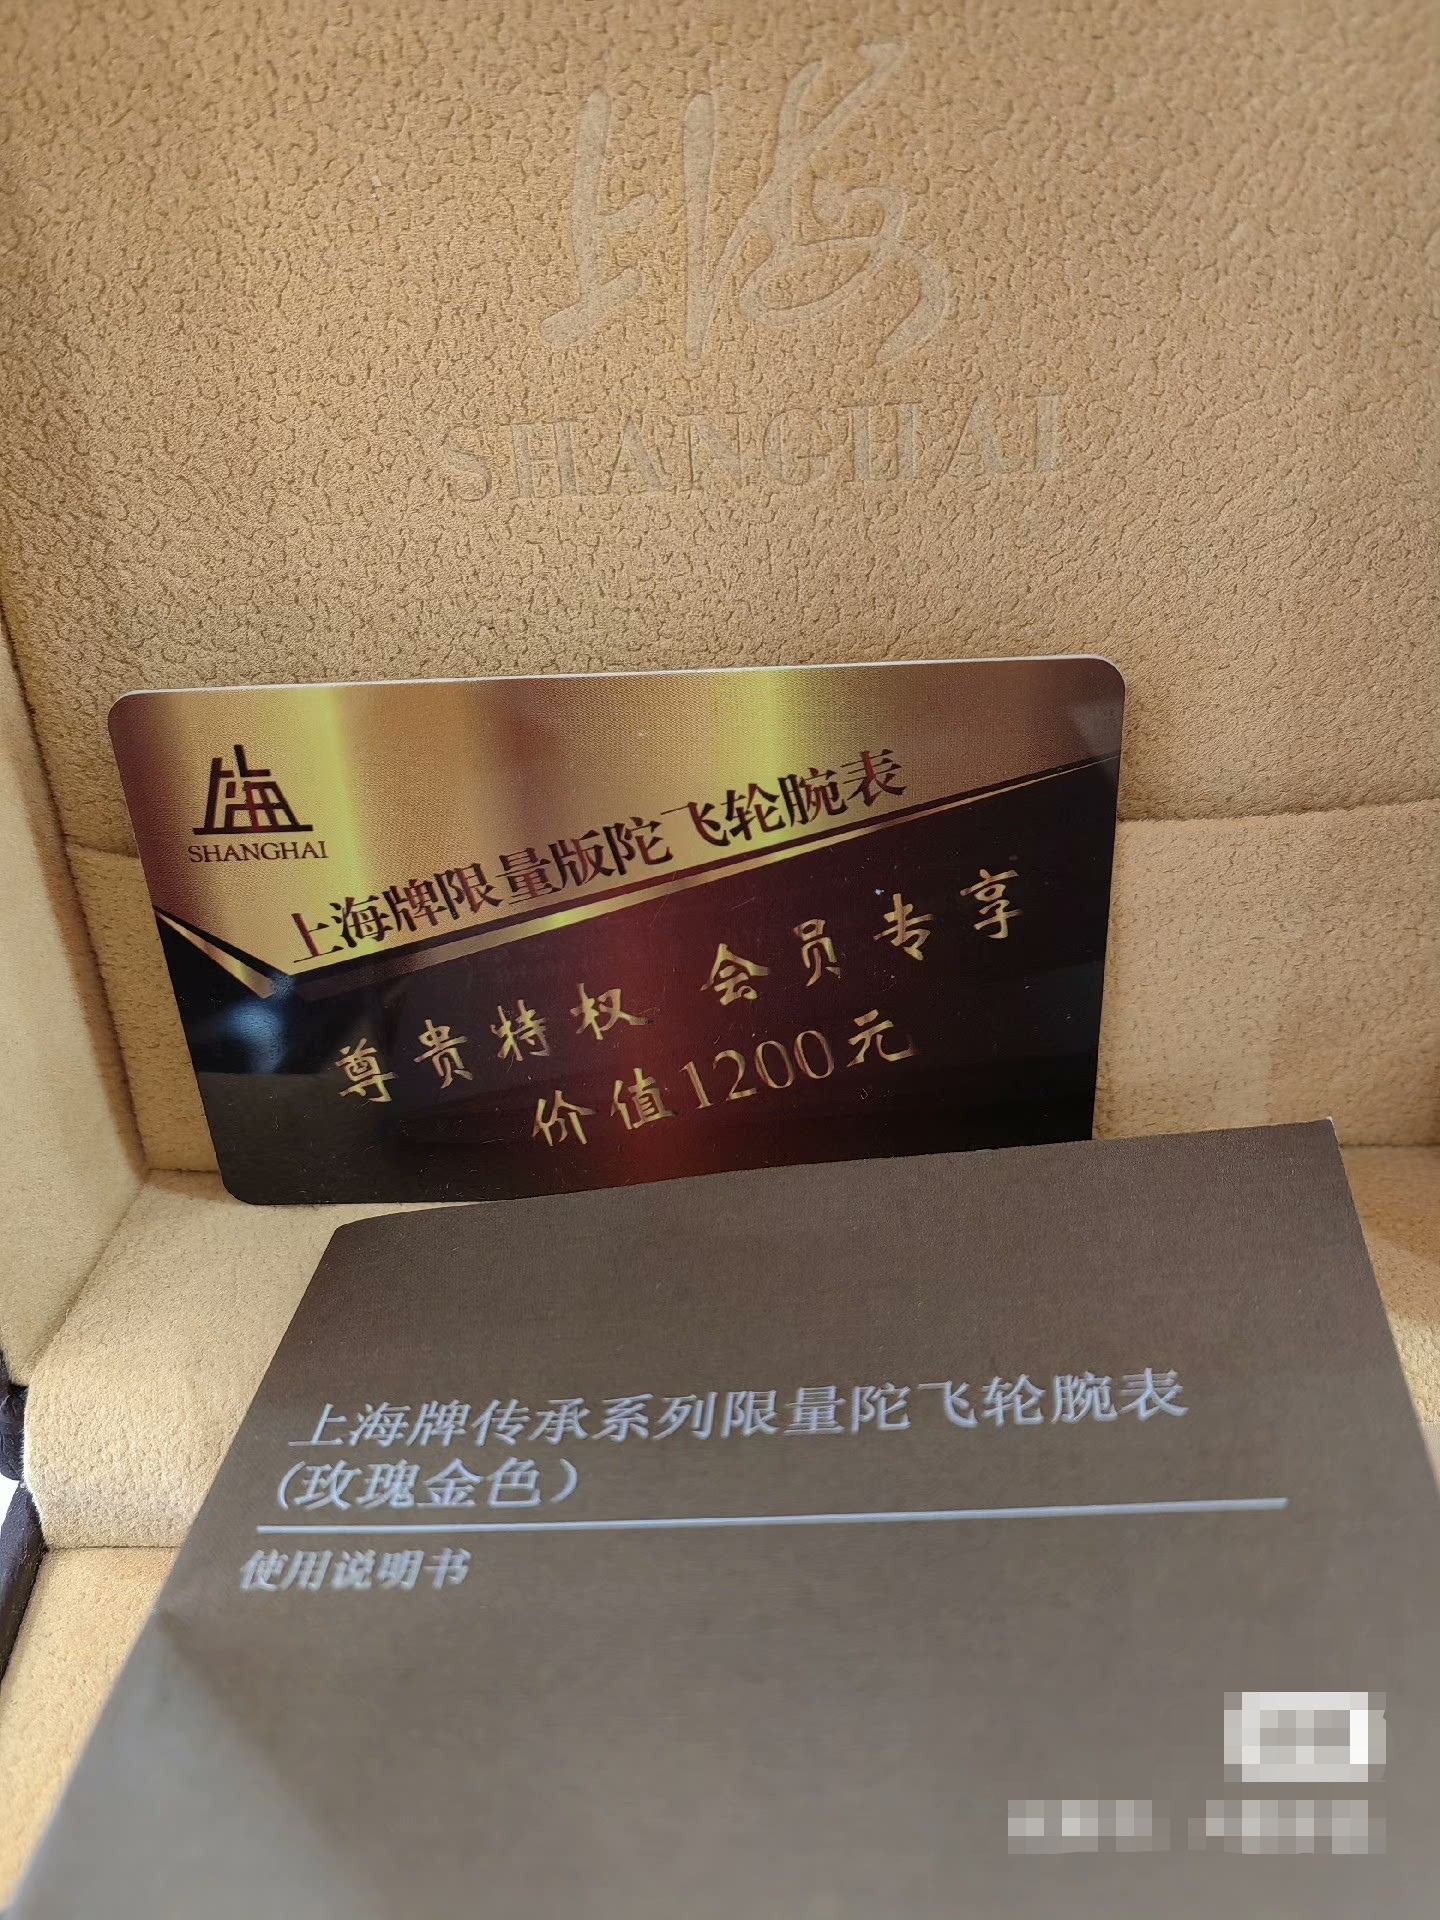 上海
SHANGHAI
海
SHANGHAI
上海牌限量版陀飞轮腕表
尊贵特权 会员专享
价值1200元
上海牌传承系列限量陀飞轮腕表
(玫瑰金色)
使用说明书